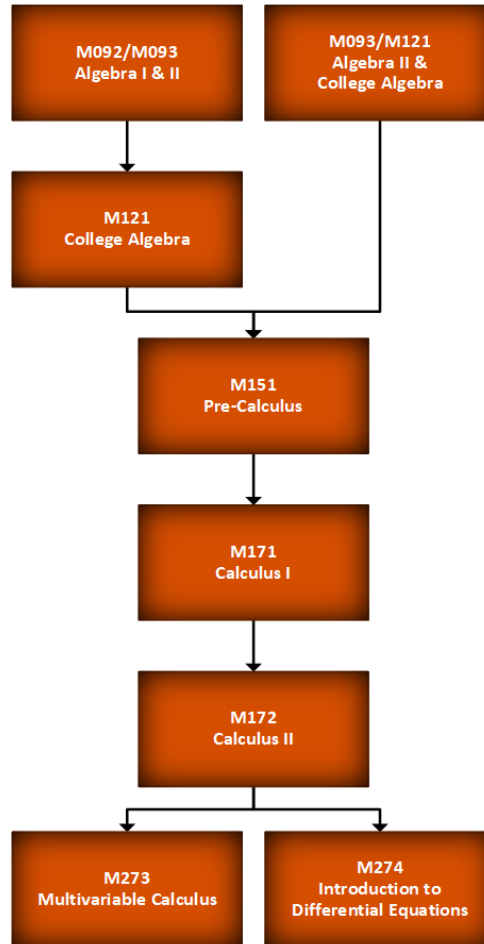 M092/M093
Algebra I & II
M093/M121
Algebra II &
College Algebra
M121
College Algebra
M151
Pre-Calculus
M171
Calculus I
M172
Calculus II
M273
Multivariable Calculus
M274
Introduction to
Differential Equations